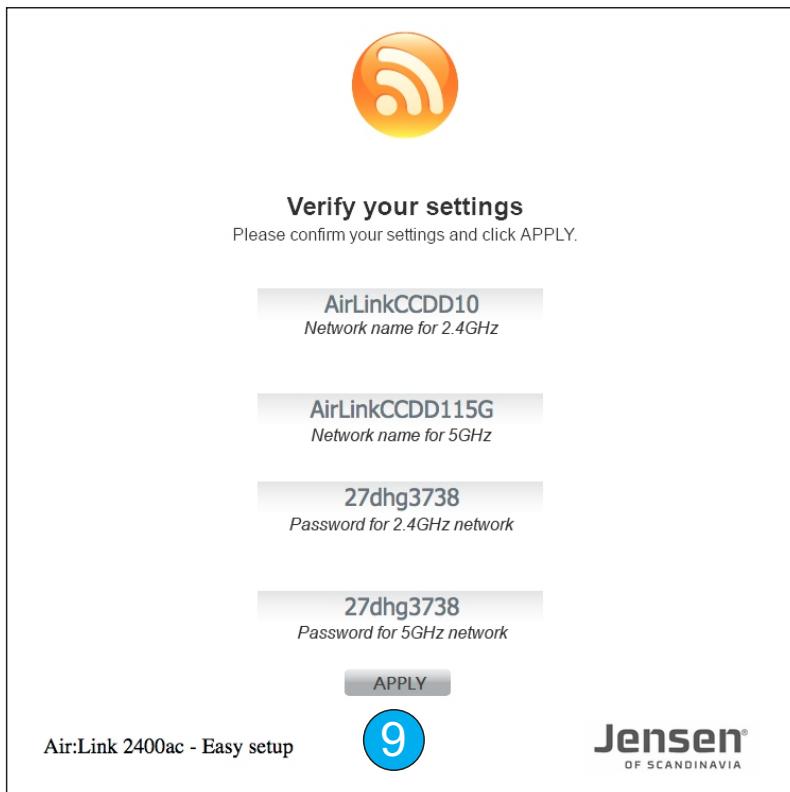 Verify your settings
Please confirm your settings and click APPLY.
AirLinkCCDD10
Network name for 2.4GHz
AirLinkCCDD115G
Network name for 5GHz
27dhg3738
Password for 2.4GHz network
27dhg3738
Password for 5GHz network
APPLY
Air:Link 2400ac - Easy setup
9
Jensen®
OF SCANDINAVIA